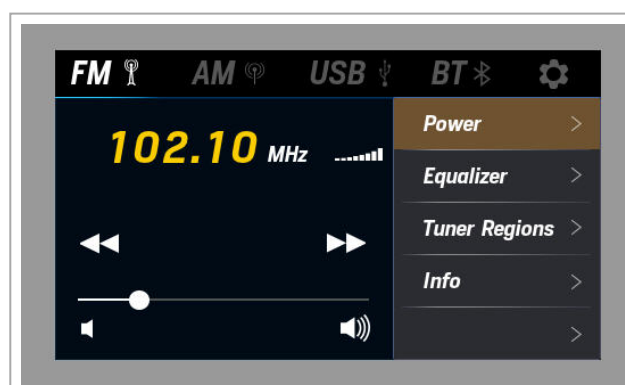 FM AM USB BT
102.10 MHz
Power
Equalizer
Tuner Regions
Info